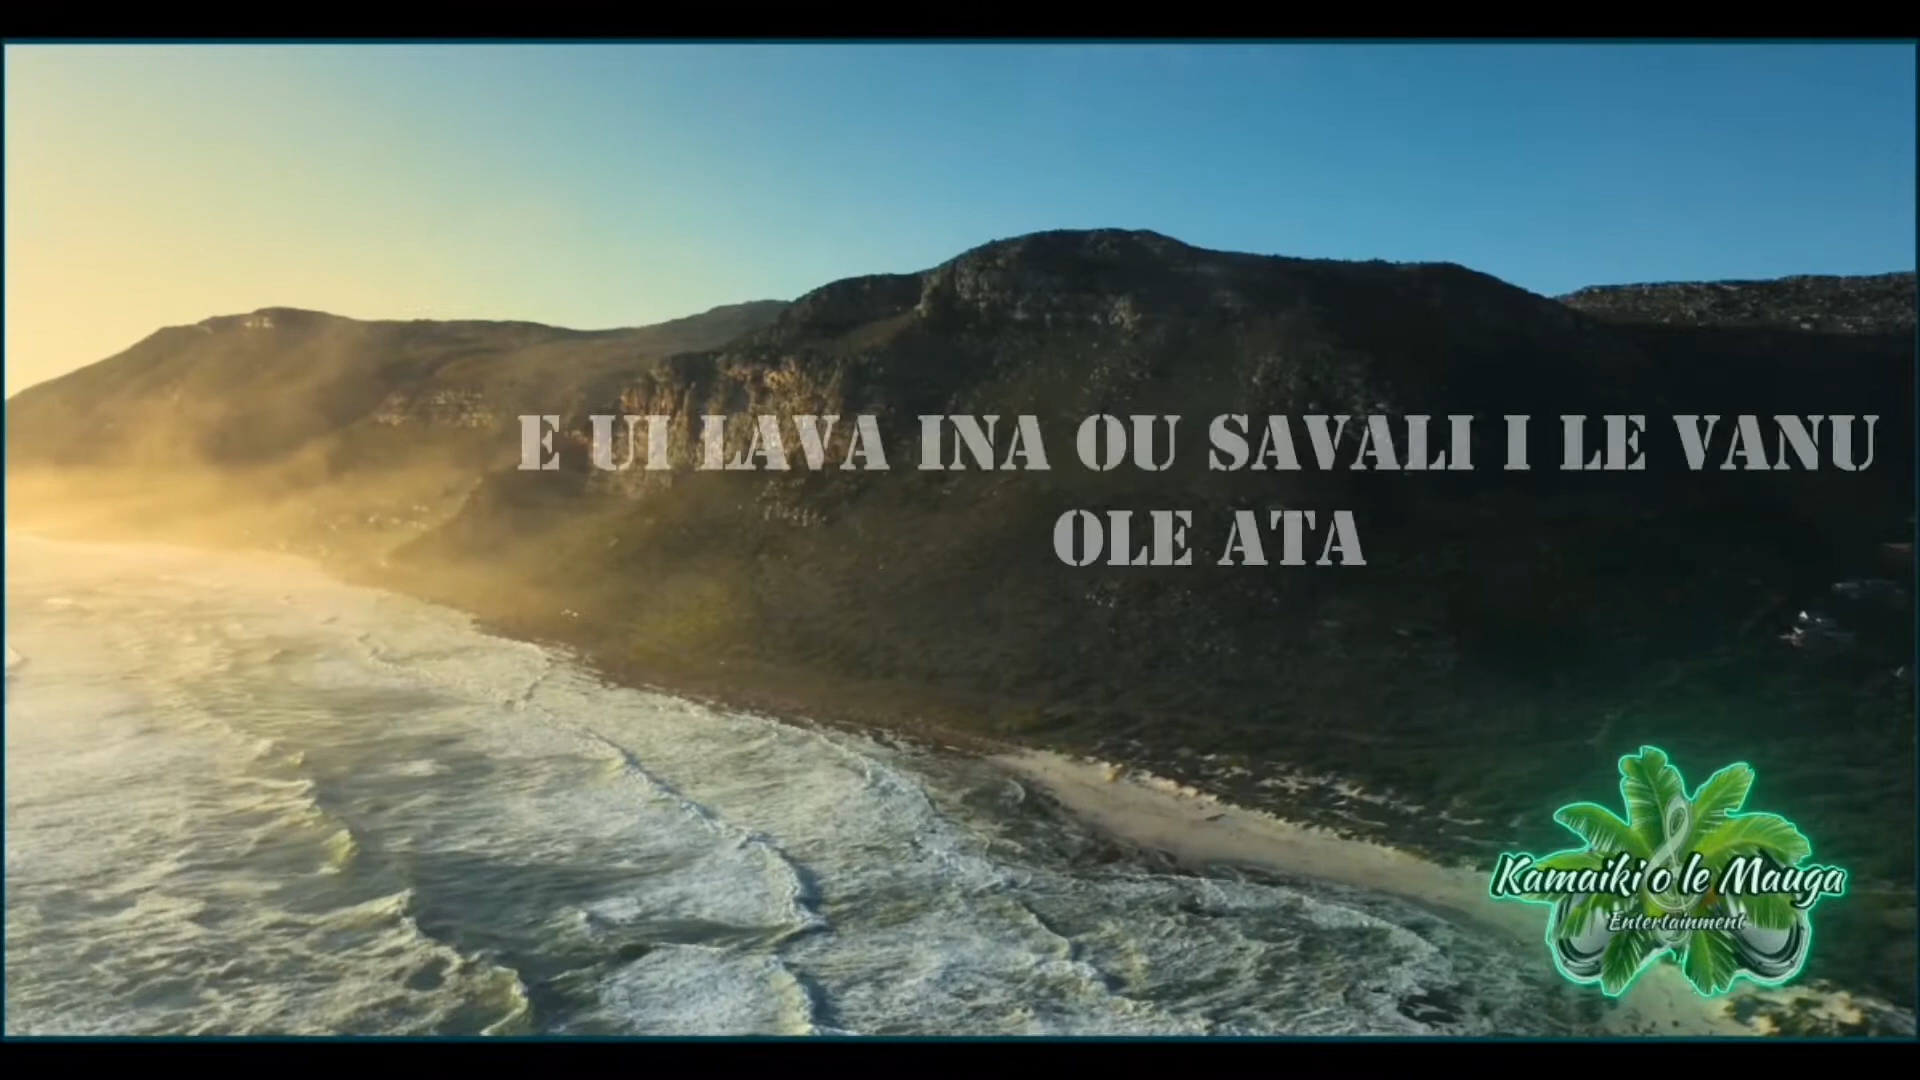 E UI LAVA INA OU SAVALI I LE VANU
OLE ATA
Kamaiki o le Mauga
Entertainment